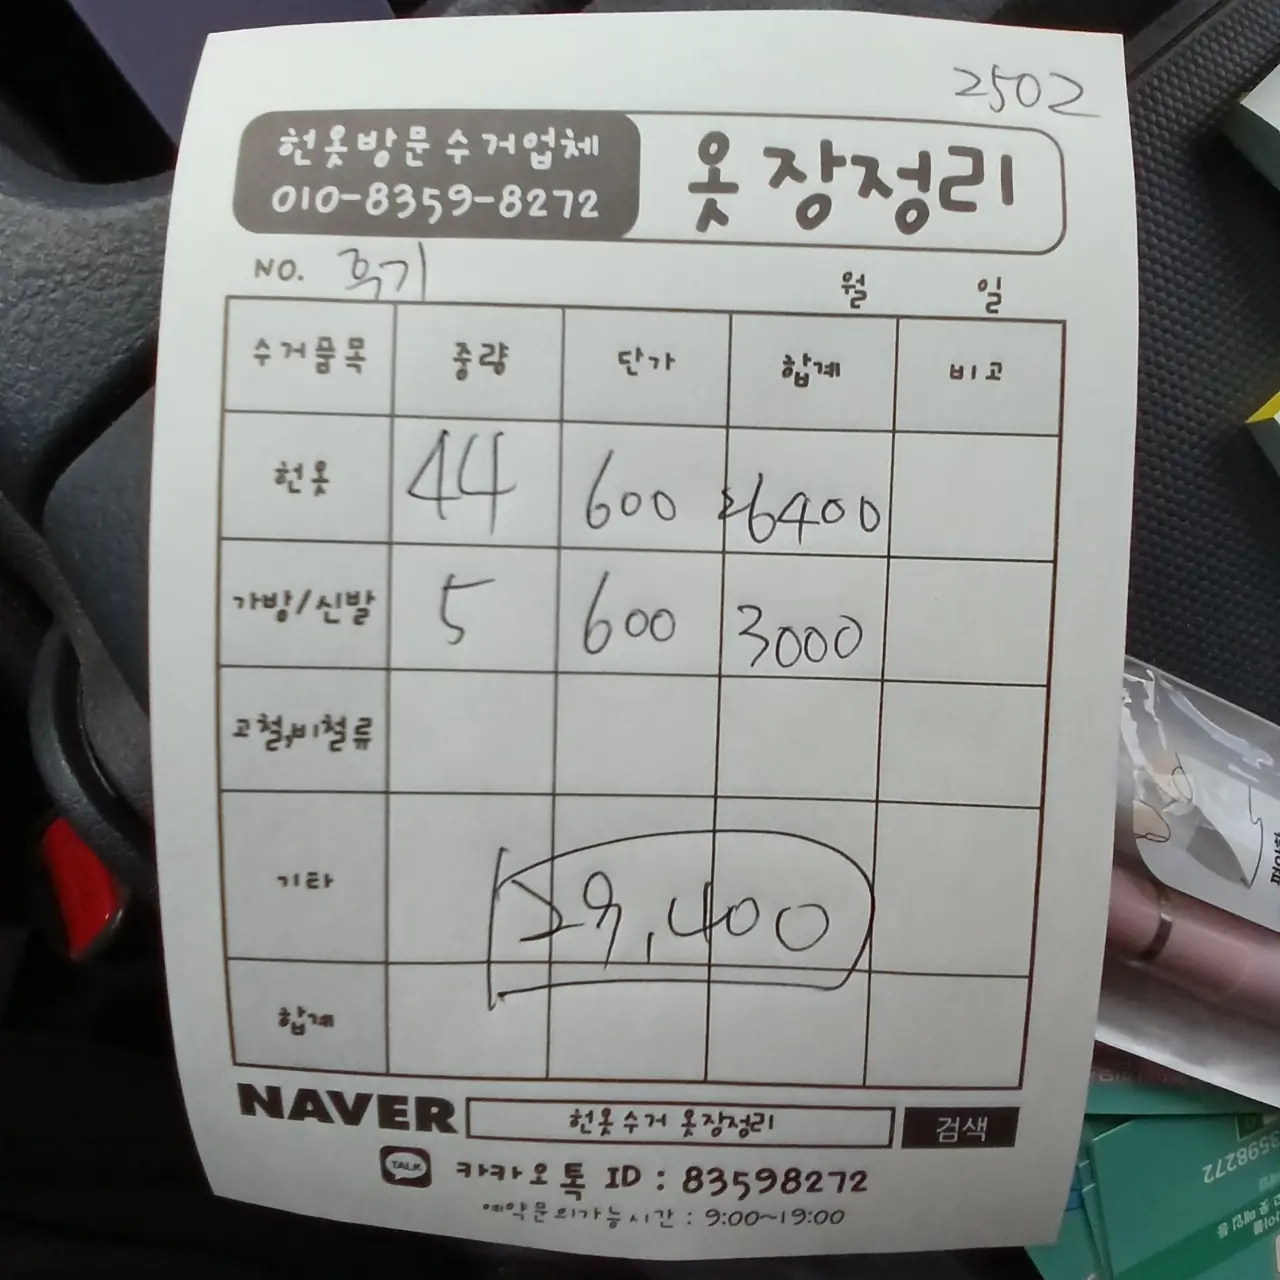 2502
헌옷방문수거업체
010-8359-8272
옷장정리
NO. 흑기
월 일
수거품목 중량 단가 합계 비고
헌옷 44 600 26400
가방/신발 5 600 3000
고철,비철류
기타 29,400
합계
NAVER 헌옷수거 옷장정리 검색
TALK 카카오톡 ID : 83598272
예약문의가능시간 : 9:00~19:00